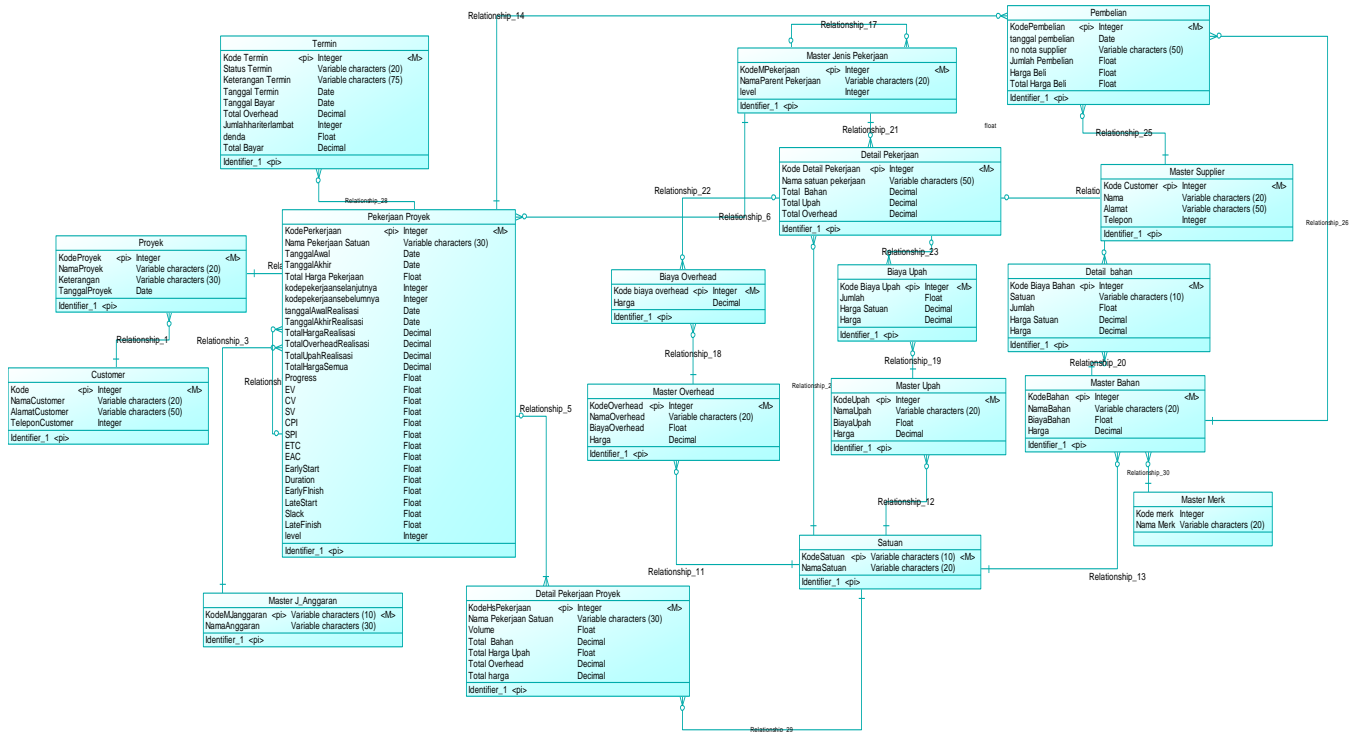 Relationship_14
Termin
Kode Termin <pi> Integer <M>
Status Termin Variable characters (20)
Keterangan Termin Variable characters (75)
Tanggal Termin Date
Tanggal Bayar Date
Total Overhead Decimal
Jumlahhariterlambat Integer
denda Float
Total Bayar Decimal
Identifier_1 <pi>
Relationship_17
Master Jenis Pekerjaan
KodeMPekerjaan <pi> Integer <M>
NamaParent Pekerjaan Variable characters (20)
level Integer
Identifier_1 <pi>
Pembelian
KodePembelian <pi> Integer <M>
tanggal pembelian Date
no nota supplier Variable characters (50)
Jumlah Pembelian Float
Harga Beli Float
Total Harga Beli Float
Identifier_1 <pi>
Relationship_21
float
Relationship_25
Relationship_26
Detail Pekerjaan
Kode Detail Pekerjaan <pi> Integer <M>
Nama satuan pekerjaan Variable characters (50)
Total Bahan Decimal
Total Upah Decimal
Total Overhead Decimal
Identifier_1 <pi>
Relationship_22
Relatio
Master Supplier
Kode Customer <pi> Integer <M>
Nama Variable characters (20)
Alamat Variable characters (50)
Telepon Integer
Identifier_1 <pi>
Relationship_28
Relationship_6
Pekerjaan Proyek
KodePerkerjaan <pi> Integer <M>
Nama Pekerjaan Satuan Variable characters (30)
TanggalAwal Date
TanggalAkhir Date
Total Harga Pekerjaan Float
kodepekerjaanselanjutnya Integer
kodepekerjaansebelumnya Integer
tanggalAwalRealisasi Date
TanggalAkhirRealisasi Date
TotalHargaRealisasi Decimal
TotalOverheadRealisasi Decimal
TotalUpahRealisasi Decimal
TotalHargaSemua Decimal
Progress Float
EV Float
CV Float
SV Float
CPI Float
SPI Float
ETC Float
EAC Float
EarlyStart Float
Duration Float
EarlyFInish Float
LateStart Float
Slack Float
LateFinish Float
level Integer
Identifier_1 <pi>
Proyek
KodeProyek <pi> Integer <M>
NamaProyek Variable characters (20)
Keterangan Variable characters (30)
TanggalProyek Date
Identifier_1 <pi>
Rela
Relationship_1
Relationship_3
Relationsh
Customer
Kode <pi> Integer <M>
NamaCustomer Variable characters (20)
AlamatCustomer Variable characters (50)
TeleponCustomer Integer
Identifier_1 <pi>
Relationship_23
Biaya Overhead
Kode biaya overhead <pi> Integer <M>
Harga Decimal
Identifier_1 <pi>
Biaya Upah
Kode Biaya Upah <pi> Integer <M>
Jumlah Float
Harga Satuan Decimal
Harga Decimal
Identifier_1 <pi>
Detail bahan
Kode Biaya Bahan <pi> Integer <M>
Satuan Variable characters (10)
Jumlah Float
Harga Satuan Decimal
Harga Decimal
Identifier_1 <pi>
Relationship_18
Relationship_19
Relationship_20
Relationship_2
Master Overhead
KodeOverhead <pi> Integer <M>
NamaOverhead Variable characters (20)
BiayaOverhead Float
Harga Decimal
Identifier_1 <pi>
Master Upah
KodeUpah <pi> Integer <M>
NamaUpah Variable characters (20)
BiayaUpah Float
Harga Decimal
Identifier_1 <pi>
Master Bahan
KodeBahan <pi> Integer <M>
NamaBahan Variable characters (20)
BiayaBahan Float
Harga Decimal
Identifier_1 <pi>
Relationship_5
Relationship_30
Master Merk
Kode merk Integer
Nama Merk Variable characters (20)
Relationship_12
Relationship_11
Relationship_13
Satuan
KodeSatuan <pi> Variable characters (10) <M>
NamaSatuan Variable characters (20)
Identifier_1 <pi>
Master J_Anggaran
KodeMJanggaran <pi> Variable characters (10) <M>
NamaAnggaran Variable characters (30)
Identifier_1 <pi>
Detail Pekerjaan Proyek
KodeHsPekerjaan <pi> Integer <M>
Nama Pekerjaan Satuan Variable characters (30)
Volume Float
Total Bahan Decimal
Total Harga Upah Float
Total Overhead Decimal
Total harga Decimal
Identifier_1 <pi>
Relationship_29